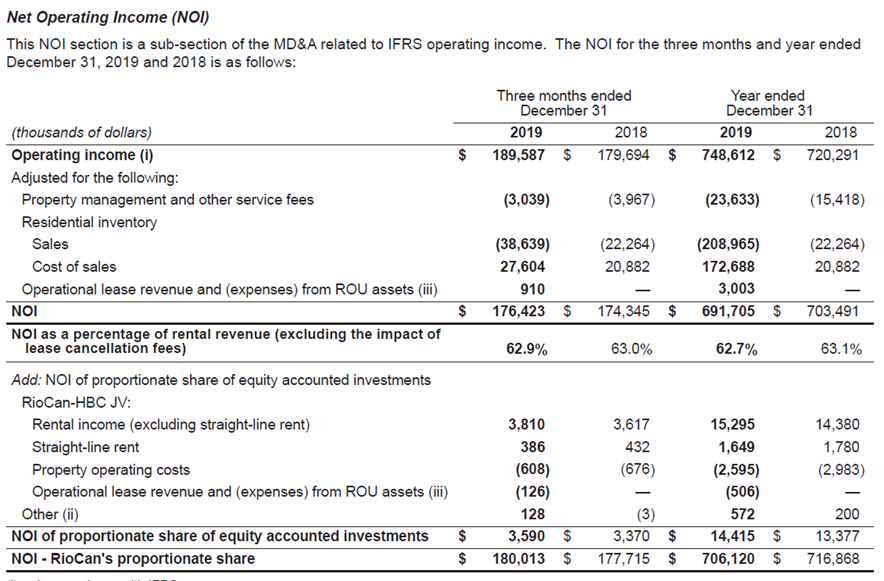 Net Operating Income (NOI)
This NOI section is a sub-section of the MD&A related to IFRS operating income. The NOI for the three months and year ended
December 31, 2019 and 2018 is as follows:
Three months ended Year ended
December 31 December 31
(thousands of dollars) 2019 2018 2019 2018
Operating income (i) $ 189,587 $ 179,694 $ 748,612 $ 720,291
Adjusted for the following:
Property management and other service fees (3,039) (3,967) (23,633) (15,418)
Residential inventory
Sales (38,639) (22,264) (208,965) (22,264)
Cost of sales 27,604 20,882 172,688 20,882
Operational lease revenue and (expenses) from ROU assets (iii) 910 — 3,003 —
NOI $ 176,423 $ 174,345 $ 691,705 $ 703,491
NOI as a percentage of rental revenue (excluding the impact of
lease cancellation fees) 62.9% 63.0% 62.7% 63.1%
Add: NOI of proportionate share of equity accounted investments
RioCan-HBC JV:
Rental income (excluding straight-line rent) 3,810 3,617 15,295 14,380
Straight-line rent 386 432 1,649 1,780
Property operating costs (608) (676) (2,595) (2,983)
Operational lease revenue and (expenses) from ROU assets (iii) (126) — (506) —
Other (ii) 128 (3) 572 200
NOI of proportionate share of equity accounted investments $ 3,590 $ 3,370 $ 14,415 $ 13,377
NOI - RioCan's proportionate share $ 180,013 $ 177,715 $ 706,120 $ 716,868